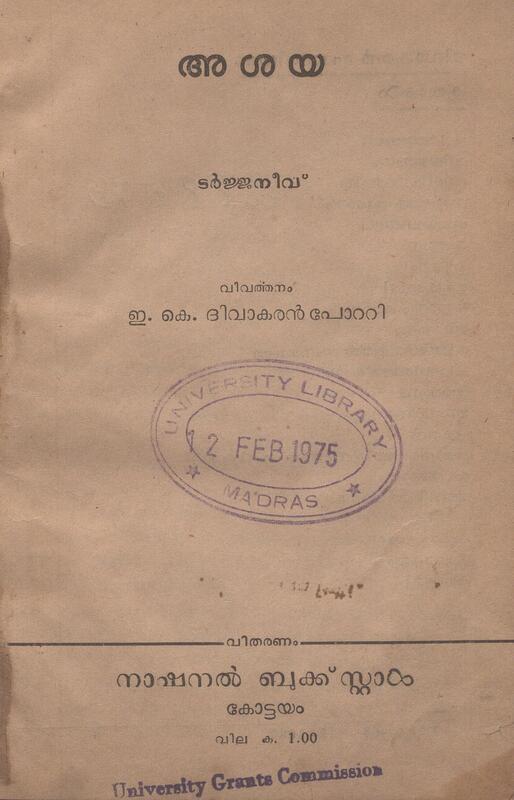 അ ശ യ
ടർജ്ജനീവ്
വിവർത്തനം
ഇ. കെ. ദിവാകരൻ പോററി
UNIVERSITY LIBRARY,
12 FEB 1975
MADRAS.
വിതരണം
നാഷനൽ ബുക്ക് സ്റ്റാൾ
കോട്ടയം
വില ക. 1.00
University Grants Commission